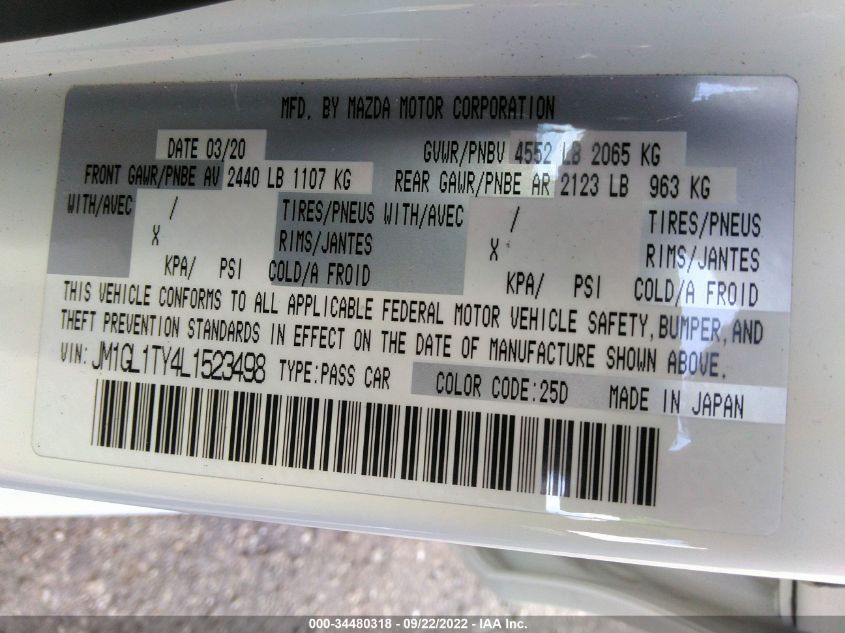 MFD. BY MAZDA MOTOR CORPORATION
DATE 03/20 GVWR/PNBV 4552 LB 2065 KG
FRONT GAWR/PNBE AV 2440 LB 1107 KG REAR GAWR/PNBE AR 2123 LB 963 KG
WITH/AVEC / TIRES/PNEUS WITH/AVEC / TIRES/PNEUS
X RIMS/JANTES X RIMS/JANTES
KPA/ PSI COLD/A FROID KPA/ PSI COLD/A FROID
THIS VEHICLE CONFORMS TO ALL APPLICABLE FEDERAL MOTOR VEHICLE SAFETY, BUMPER, AND
THEFT PREVENTION STANDARDS IN EFFECT ON THE DATE OF MANUFACTURE SHOWN ABOVE.
VIN: JM1GL1TY4L1523498 TYPE:PASS CAR COLOR CODE:25D MADE IN JAPAN
000-34480318 - 09/22/2022 - IAA Inc.